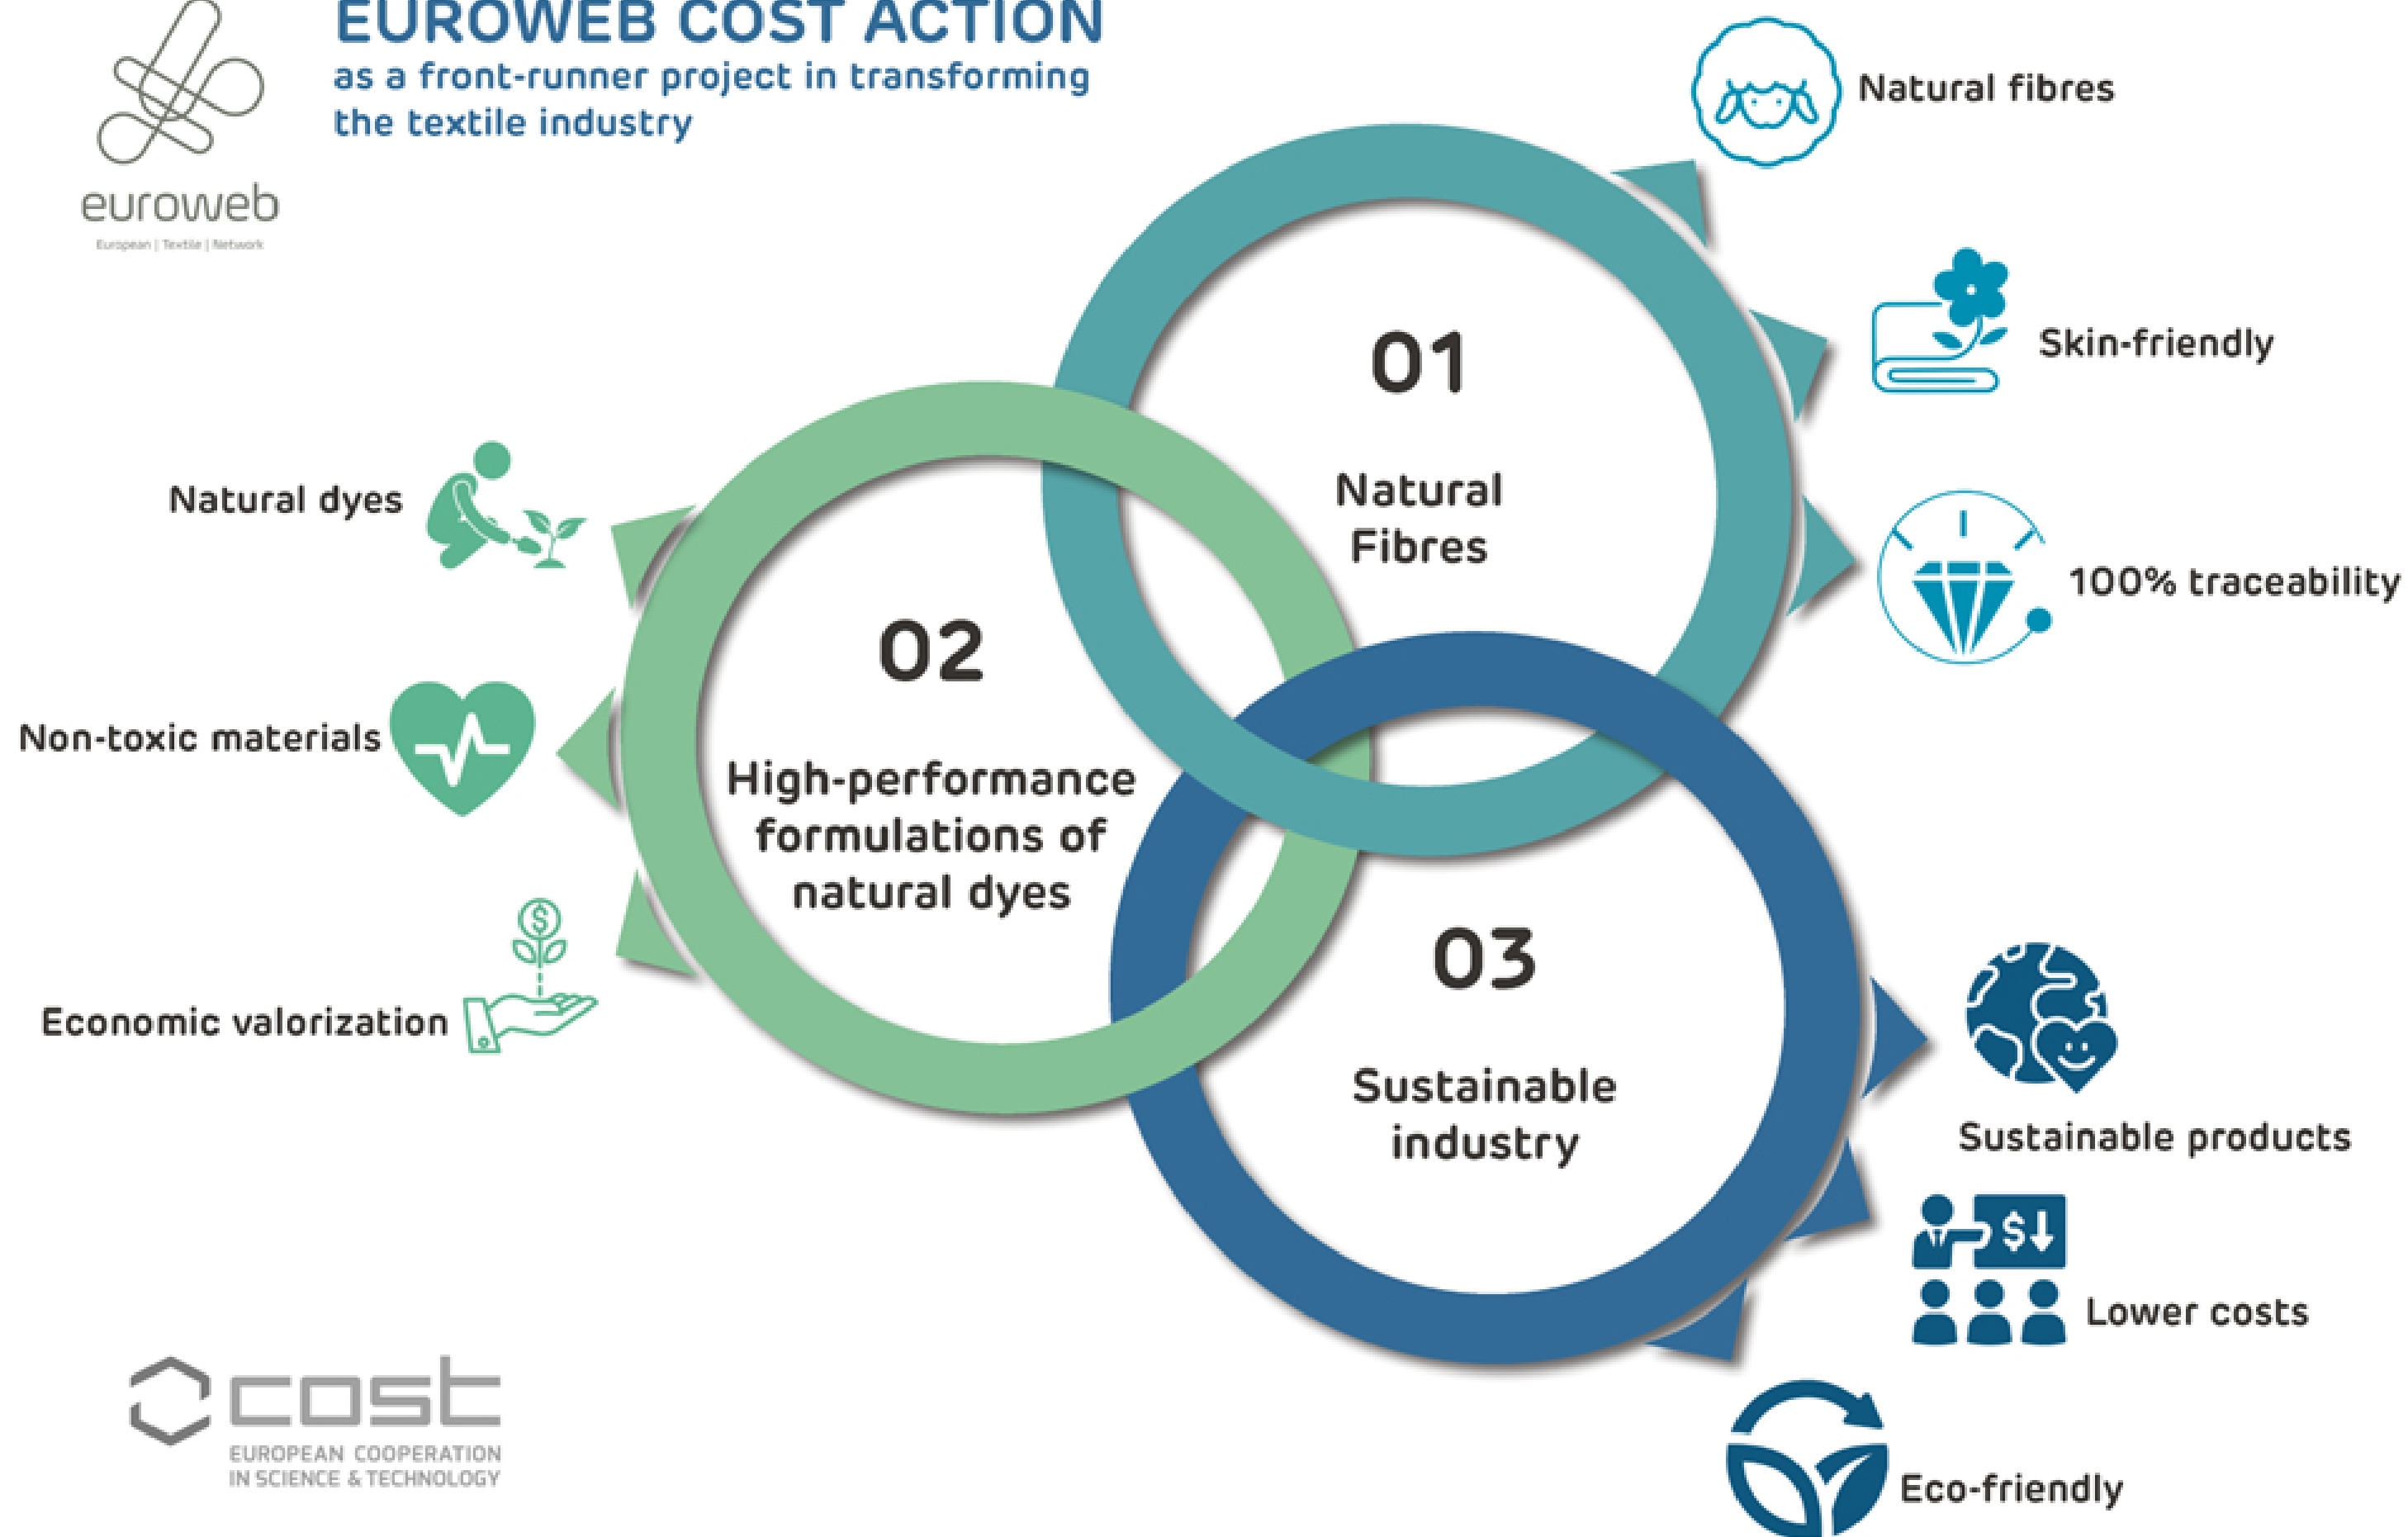 EUROWEB COST ACTION
as a front-runner project in transforming
the textile industry
euroweb
European | Textile | Network
Natural fibres
Skin-friendly
100% traceability
01
Natural
Fibres
Natural dyes
Non-toxic materials
Economic valorization
$
02
High-performance
formulations of
natural dyes
03
Sustainable
industry
Sustainable products
$
Lower costs
Eco-friendly
cost
EUROPEAN COOPERATION
IN SCIENCE & TECHNOLOGY